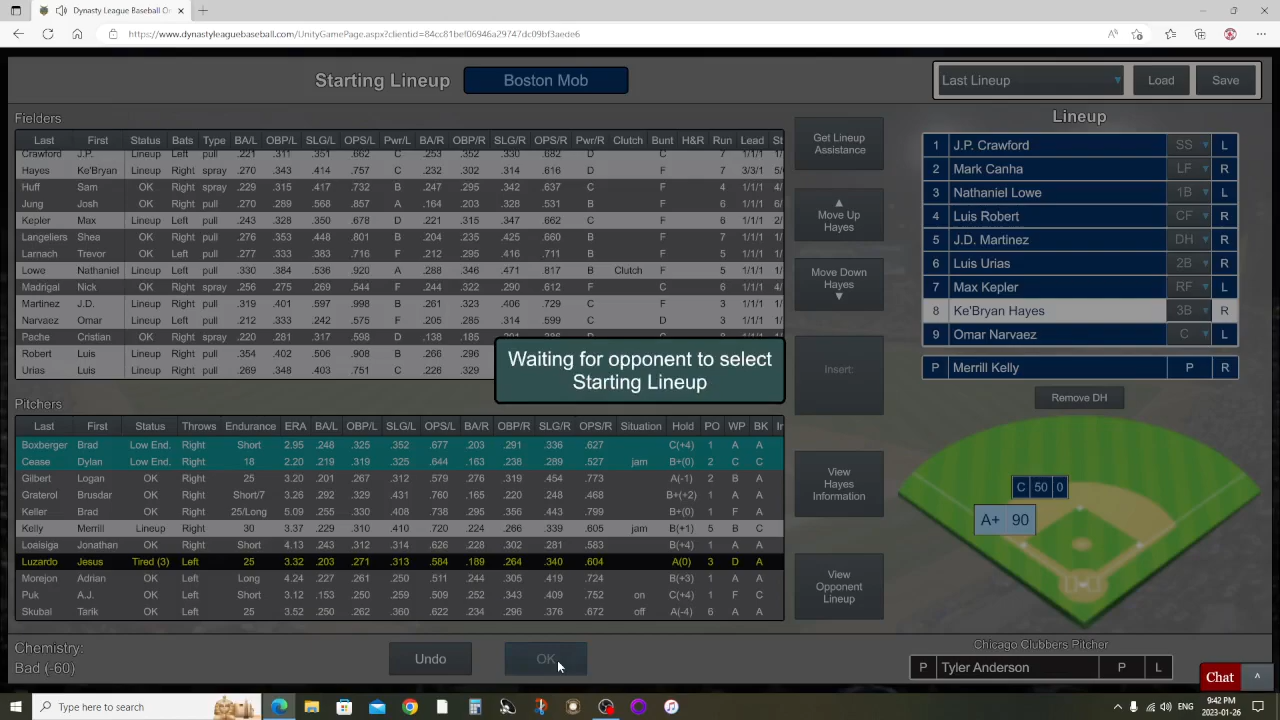 Dynasty League Baseball On
https://www.dynastyleaguebaseball.com/UnityGamePage.aspx?clientid=84cc81bef06946a29747dc09bf3aede6
Starting Lineup Boston Mob
Last Lineup Load Save
Fielders
Last First Status Bats Type BA/L OBP/L SLG/L OPS/L Pwr/L BA/R OBP/R SLG/R OPS/R Pwr/R Clutch Bunt H&R Run Lead St
Crawford J.P. Lineup Left pull .221 .311 .351 .662 C .253 .352 .330 .682 D C 7 1/1/1
Hayes Ke'Bryan Lineup Right spray .270 .343 .414 .757 C .232 .302 .314 .616 D F 7 3/3/1
Huff Sam OK Right spray .229 .315 .417 .732 B .247 .295 .342 .637 C F 4 1/1/1
Jung Josh OK Right pull .270 .289 .568 .857 A .164 .203 .328 .531 B F 6 1/1/1
Kepler Max Lineup Left pull .243 .328 .350 .678 D .221 .315 .347 .662 C F 6 1/1/1
Langeliers Shea OK Right pull .276 .353 .448 .801 C .204 .235 .425 .660 B F 7 1/1/1
Larnach Trevor OK Left pull .277 .333 .383 .716 F .212 .295 .416 .711 B F 5 1/1/1
Lowe Nathaniel Lineup Left pull .330 .384 .536 .920 A .288 .346 .471 .817 B Clutch F 5 1/1/1
Madrigal Nick OK Right spray .256 .275 .269 .544 F .244 .322 .290 .612 F C 6
Martinez J.D. Lineup Right pull .319 .401 .597 .998 B .261 .323 .406 .729 C F 3 1/1/1
Narvaez Omar Lineup Left pull .212 .333 .242 .575 F .205 .285 .314 .599 C D 3 1/1/1
Pache Cristian OK Right spray .220 .281 .317 .598 D .138 .185
Robert Luis Lineup Right spray .354 .402 .506 .908 B .266 .296
Urias Luis Lineup Right spray .269 .348 .403 .751 C .226 .329
Waiting for opponent to select
Starting Lineup
Pitchers
Last First Status Throws Endurance ERA BA/L OBP/L SLG/L OPS/L BA/R OBP/R SLG/R OPS/R Situation Hold PO WP BK
Boxberger Brad Low End. Right Short 2.95 .248 .325 .352 .677 .203 .291 .336 .627 C(+4) 1 A A
Cease Dylan Low End. Right 18 2.20 .219 .319 .325 .644 .163 .238 .289 .527 jam B+(0) 2 C C
Gilbert Logan OK Right 25 3.20 .201 .267 .312 .579 .276 .319 .454 .773 A(-1) 2 B A
Graterol Brusdar OK Right Short/7 3.26 .292 .329 .431 .760 .165 .220 .248 .468 B+(+2) 1 A A
Keller Brad OK Right 25/Long 5.09 .255 .330 .408 .738 .295 .356 .443 .799 B+(0) 1 F A
Kelly Merrill Lineup Right 30 3.37 .229 .310 .410 .720 .224 .266 .339 .605 jam B(+1) 5 B C
Loaisiga Jonathan OK Right Short 4.13 .243 .312 .314 .626 .228 .302 .281 .583 B(+4) 1 A A
Luzardo Jesus Tired (3) Left 25 3.32 .203 .271 .313 .584 .189 .264 .340 .604 A(0) 3 D A
Morejon Adrian OK Left Long 4.24 .227 .261 .250 .511 .244 .305 .419 .724 B(+3) 1 A A
Puk A.J. OK Left Short 3.12 .153 .250 .259 .509 .252 .343 .409 .752 on C(+4) 1 F C
Skubal Tarik OK Left 25 3.52 .250 .262 .360 .622 .234 .296 .376 .672 off A(-4) 6 A A
Get Lineup
Assistance
Move Up
Hayes
Move Down
Hayes
Insert:
View
Hayes
Information
View
Opponent
Lineup
Lineup
1 J.P. Crawford SS L
2 Mark Canha LF R
3 Nathaniel Lowe 1B L
4 Luis Robert CF R
5 J.D. Martinez DH R
6 Luis Urias 2B R
7 Max Kepler RF L
8 Ke'Bryan Hayes 3B R
9 Omar Narvaez C L
P Merrill Kelly P R
Remove DH
C 50 0
A+ 90
Chemistry:
Bad (-60)
Undo OK
Chicago Clubbers Pitcher
P Tyler Anderson P L
Chat
Type here to search
ENG
9:42 PM
2023-01-26